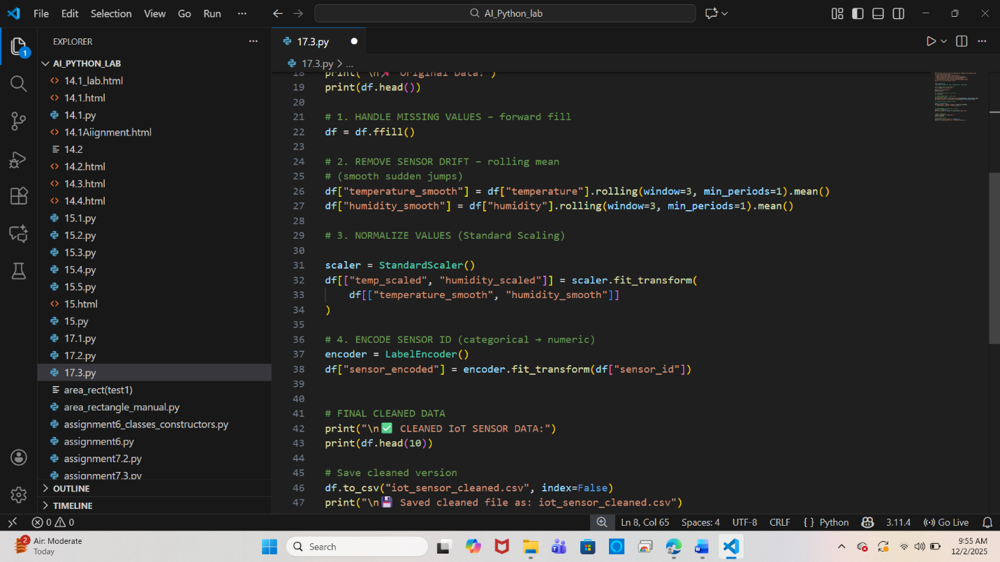 File Edit Selection View Go Run ···
AI_Python_lab
EXPLORER ···
AI_PYTHON_LAB
14.1_lab.html
14.1.html
14.1.py
14.1Aiignment.html
14.2
14.2.html
14.3.html
14.4.html
15.1.py
15.2.py
15.3.py
15.4.py
15.5.py
15.html
15.py
17.1.py
17.2.py
17.3.py
area_rect(test1)
area_rectangle_manual.py
assignment6_classes_constructors.py
assignment6.py
assignment7.2.py
assignment7.3.py
OUTLINE
TIMELINE
1
17.3.py
17.3.py > ...
18 print("\n📌 Original Data:")
19 print(df.head())
20
21 # 1. HANDLE MISSING VALUES – forward fill
22 df = df.ffill()
23
24 # 2. REMOVE SENSOR DRIFT – rolling mean
25 # (smooth sudden jumps)
26 df["temperature_smooth"] = df["temperature"].rolling(window=3, min_periods=1).mean()
27 df["humidity_smooth"] = df["humidity"].rolling(window=3, min_periods=1).mean()
28
29 # 3. NORMALIZE VALUES (Standard Scaling)
30
31 scaler = StandardScaler()
32 df[["temp_scaled", "humidity_scaled"]] = scaler.fit_transform(
33     df[["temperature_smooth", "humidity_smooth"]]
34 )
35
36 # 4. ENCODE SENSOR ID (categorical → numeric)
37 encoder = LabelEncoder()
38 df["sensor_encoded"] = encoder.fit_transform(df["sensor_id"])
39
40
41 # FINAL CLEANED DATA
42 print("\n✅ CLEANED IoT SENSOR DATA:")
43 print(df.head(10))
44
45 # Save cleaned version
46 df.to_csv("iot_sensor_cleaned.csv", index=False)
47 print("\n💾 Saved cleaned file as: iot_sensor_cleaned.csv")
0 0 Ln 8, Col 65 Spaces: 4 UTF-8 CRLF { } Python 3.11.4 Go Live
2 Air: Moderate
Today
Search
9:55 AM
12/2/2025